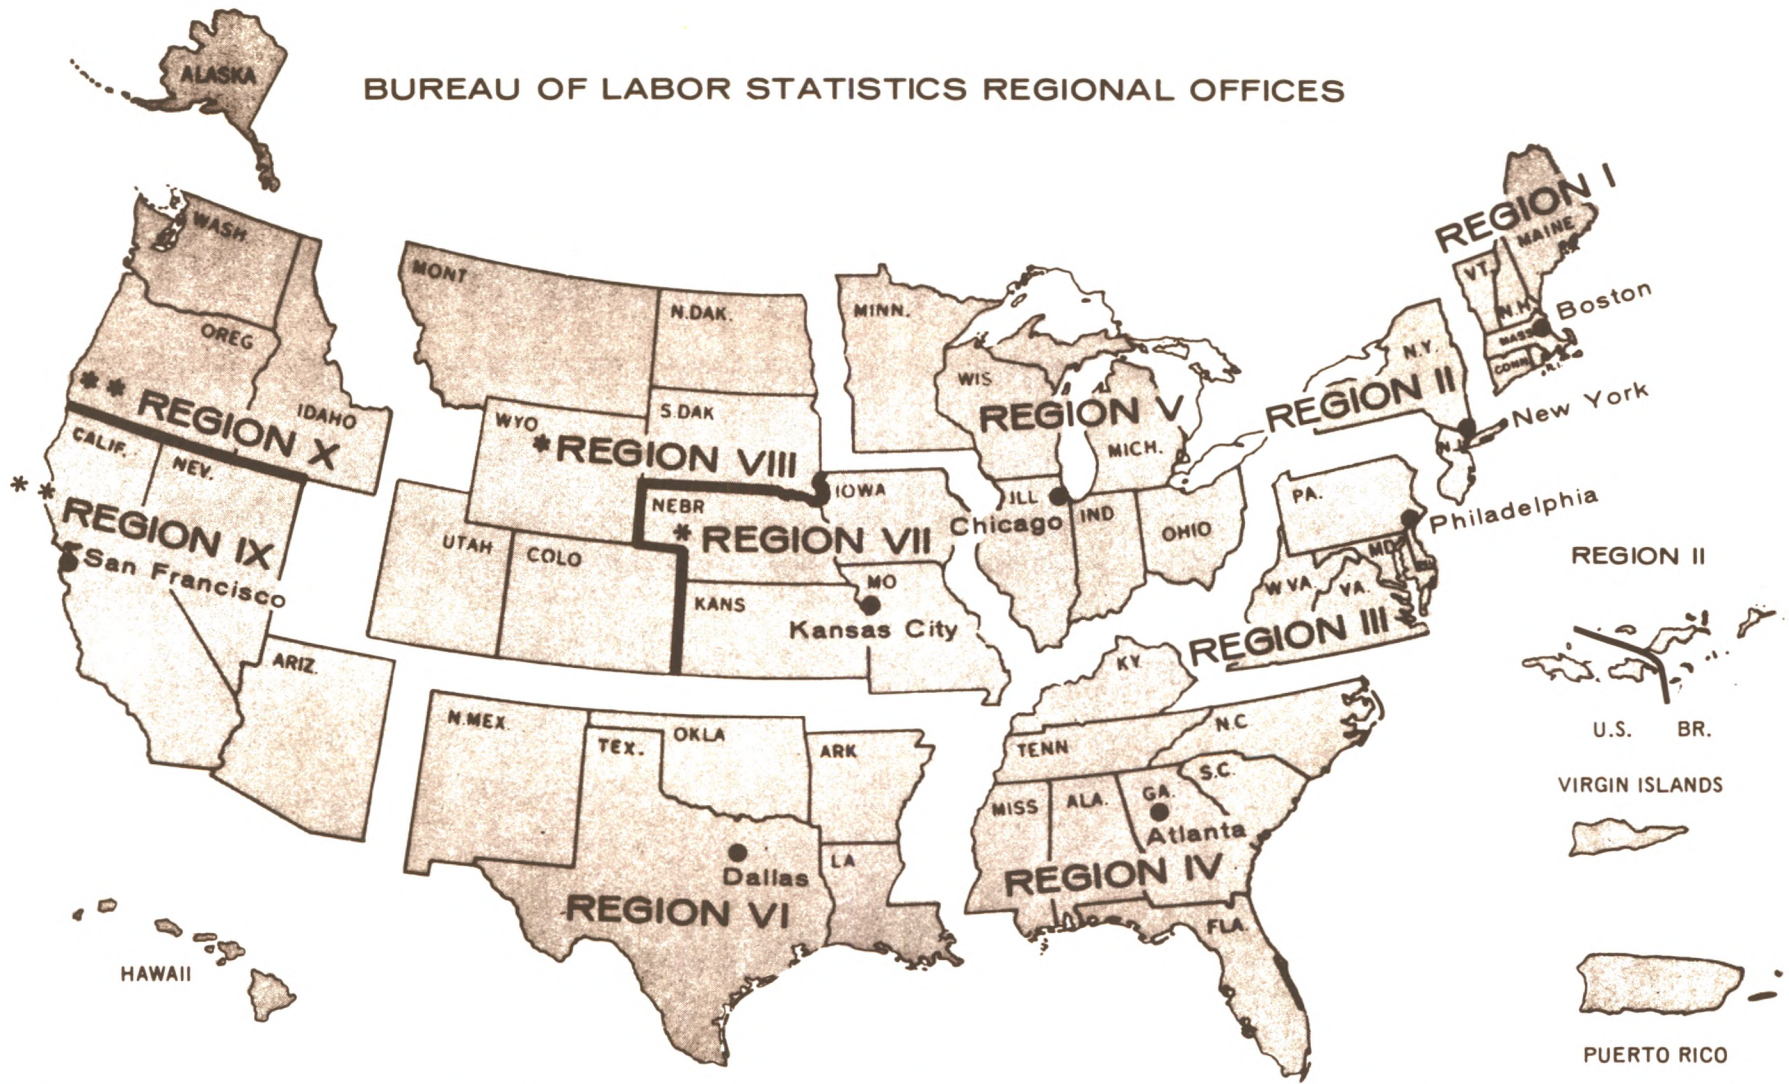 BUREAU OF LABOR STATISTICS REGIONAL OFFICES
ALASKA
WASH
OREG
IDAHO
** REGION X
CALIF.
NEV.
** REGION IX
San Francisco
ARIZ.
HAWAII
MONT
N.DAK.
WYO
S.DAK
* REGION VIII
UTAH
COLO
NEBR
IOWA
* REGION VII
KANS
MO
Kansas City
N.MEX.
TEX.
OKLA
ARK
LA
Dallas
REGION VI
MINN.
WIS
REGION V
MICH.
ILL
Chicago
IND
OHIO
KY.
TENN
N.C
S.C.
MISS
ALA.
GA.
Atlanta
REGION IV
FLA.
REGION I
MAINE
VT.
N.H.
Boston
MASS
CONN
R.I.
N.Y.
REGION II
New York
N.J.
PA.
Philadelphia
MD
W VA.
VA.
REGION III
REGION II
U.S. BR.
VIRGIN ISLANDS
PUERTO RICO